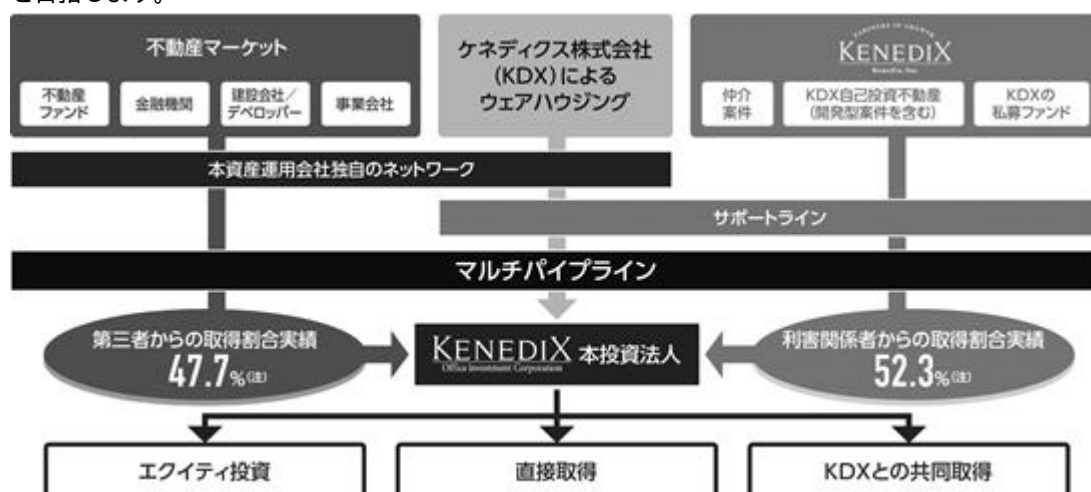 を目指します。
不動産マーケット
不動産
ファンド
金融機関
建設会社／
デベロッパー
事業会社
ケネディクス株式会社
(KDX)による
ウェアハウジング
PARTNERS IN GROWTH
KENEDIX
Kenedix, Inc.
仲介
案件
KDX自己投資不動産
(開発型案件を含む)
KDXの
私募ファンド
本資産運用会社独自のネットワーク
サポートライン
マルチパイプライン
第三者からの取得割合実績
47.7%(注)
KENEDIX 本投資法人
Office Investment Corporation
利害関係者からの取得割合実績
52.3%(注)
エクイティ投資
直接取得
KDXとの共同取得